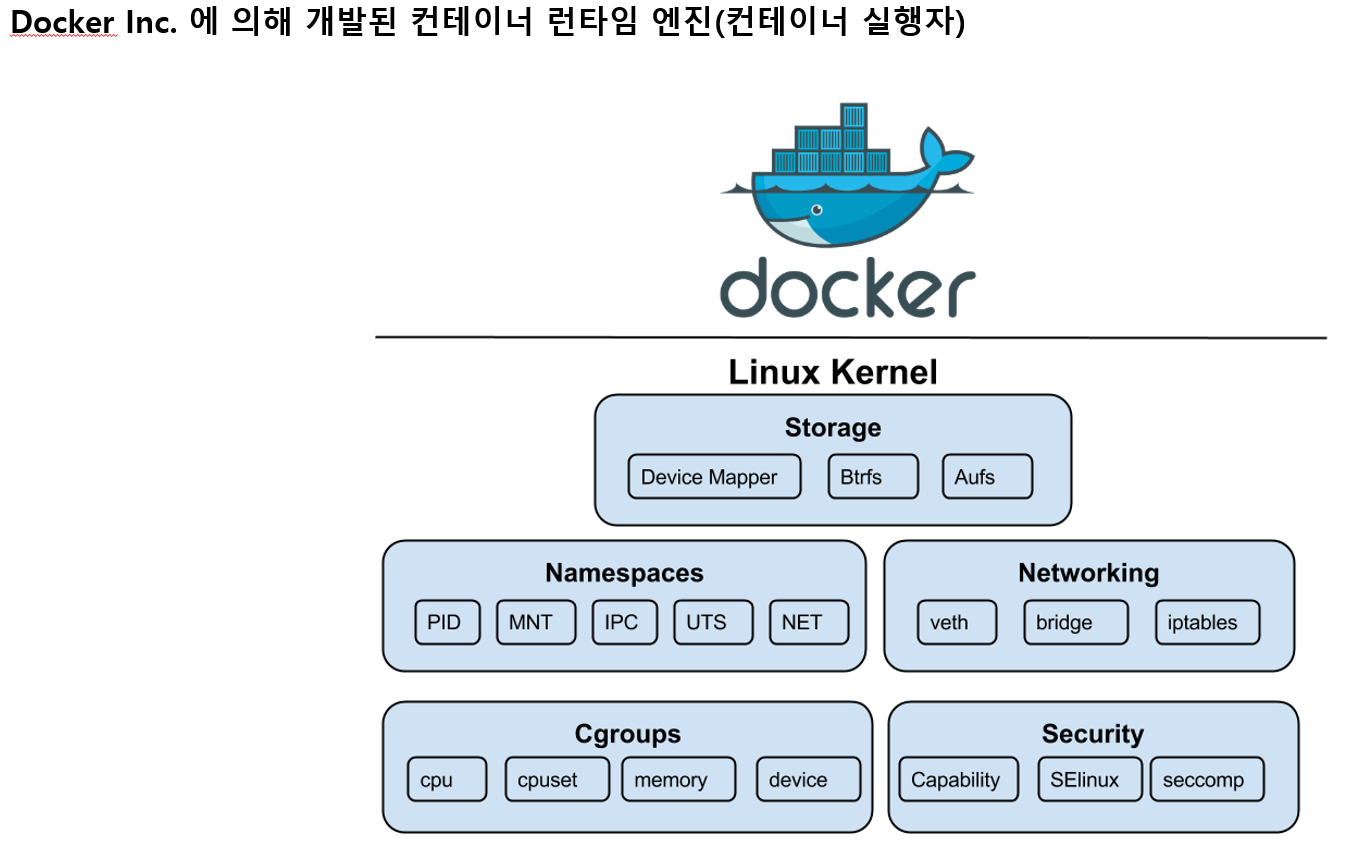 Docker Inc. 에 의해 개발된 컨테이너 런타임 엔진(컨테이너 실행자)
docker
Linux Kernel
Storage
Device Mapper Btrfs Aufs
Namespaces
PID MNT IPC UTS NET
Networking
veth bridge iptables
Cgroups
cpu cpuset memory device
Security
Capability SElinux seccomp